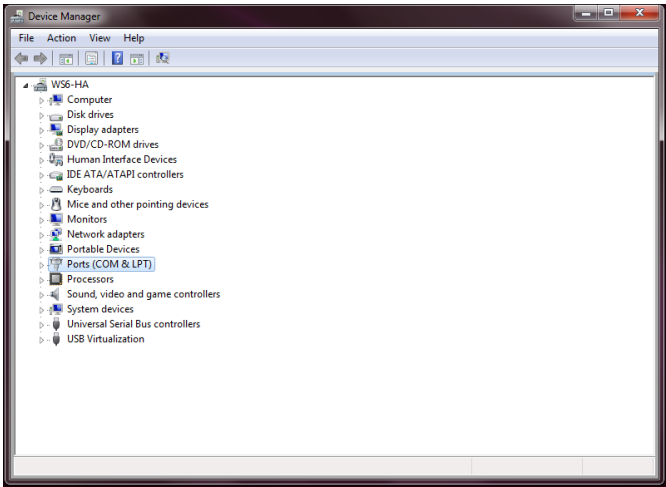 Device Manager
File Action View Help
WS6-HA
Computer
Disk drives
Display adapters
DVD/CD-ROM drives
Human Interface Devices
IDE ATA/ATAPI controllers
Keyboards
Mice and other pointing devices
Monitors
Network adapters
Portable Devices
Ports (COM & LPT)
Processors
Sound, video and game controllers
System devices
Universal Serial Bus controllers
USB Virtualization